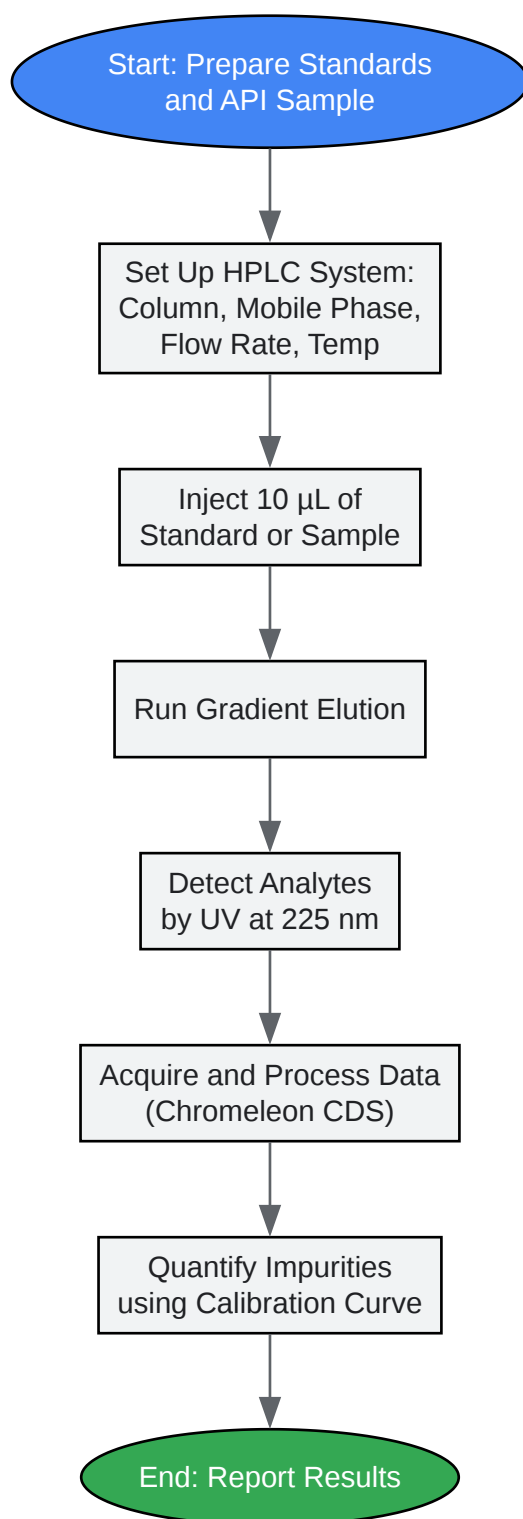 Start: Prepare Standards
and API Sample
Set Up HPLC System:
Column, Mobile Phase,
Flow Rate, Temp
Inject 10 µL of
Standard or Sample
Run Gradient Elution
Detect Analytes
by UV at 225 nm
Acquire and Process Data
(Chromeleon CDS)
Quantify Impurities
using Calibration Curve
End: Report Results